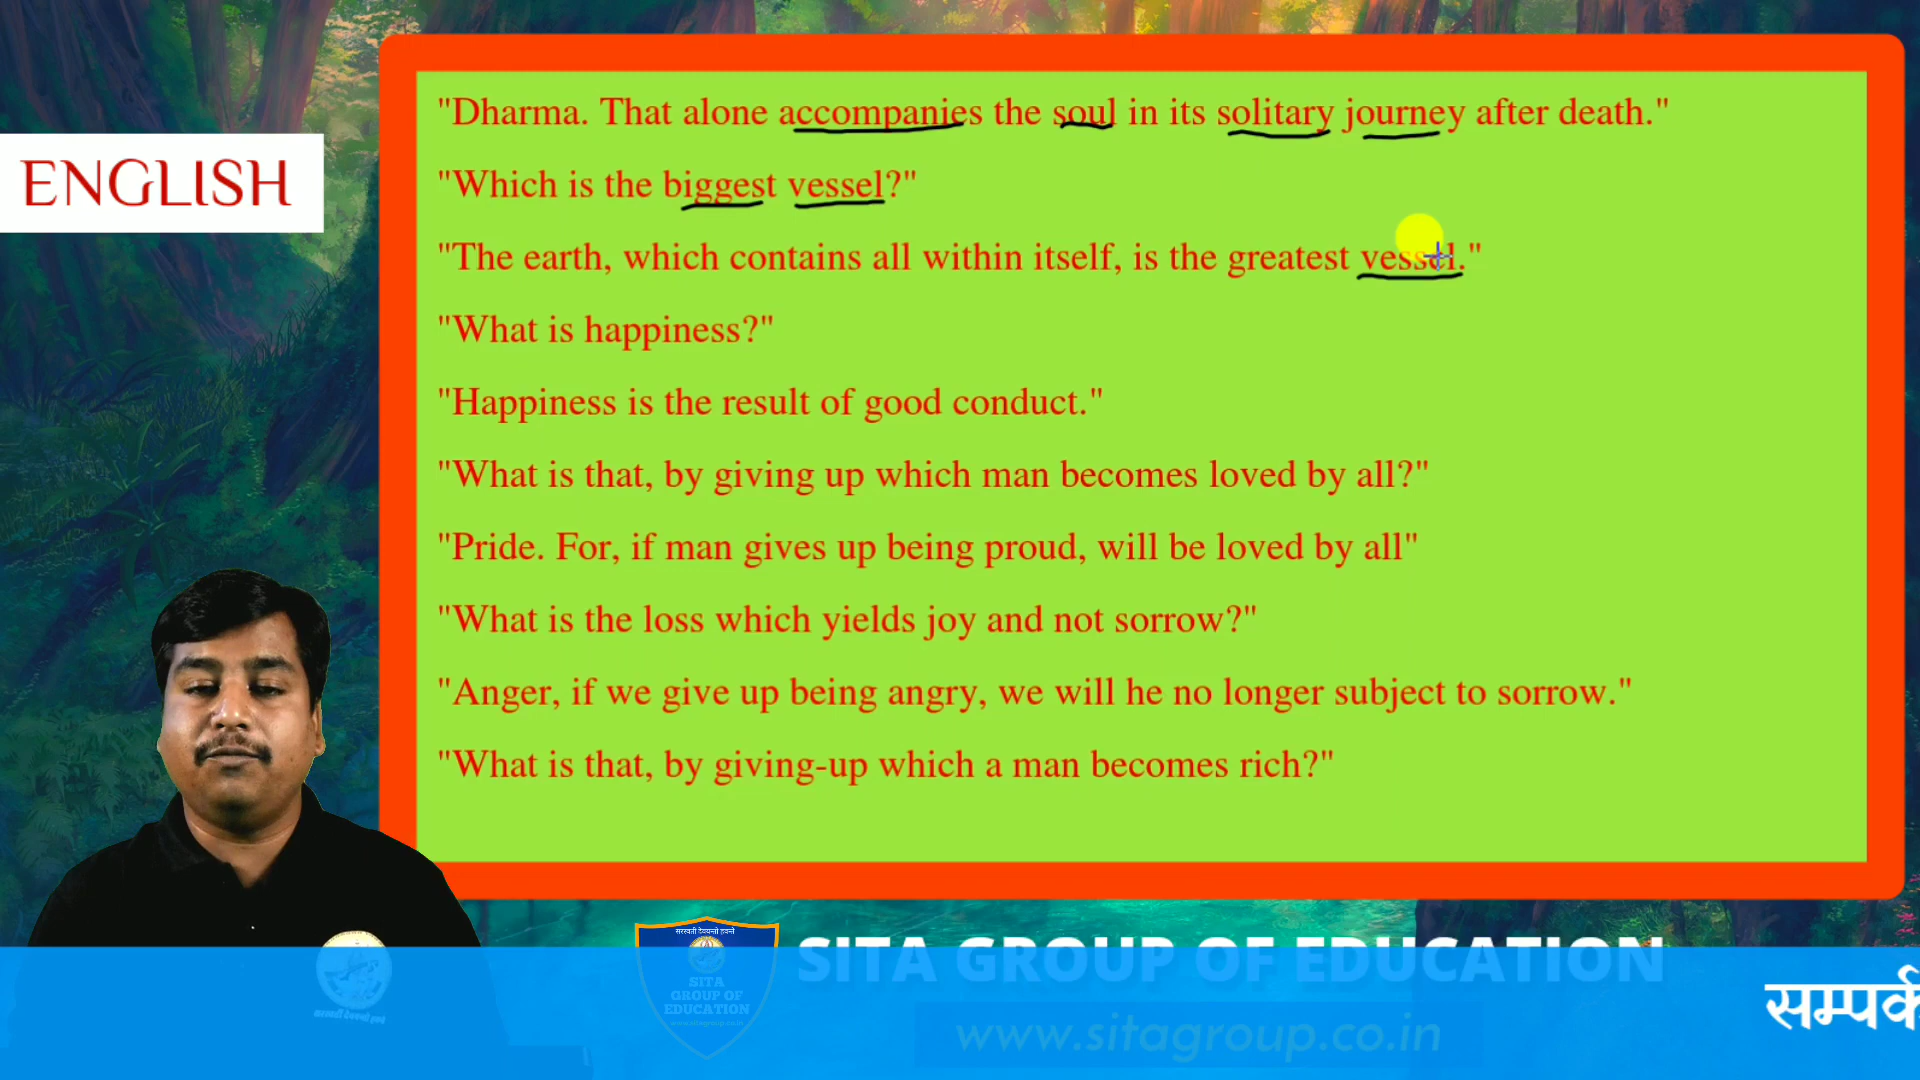 "Dharma. That alone accompanies the soul in its solitary journey after death."
ENGLISH
"Which is the biggest vessel?"
"The earth, which contains all within itself, is the greatest vessel."
"What is happiness?"
"Happiness is the result of good conduct."
"What is that, by giving up which man becomes loved by all?"
"Pride. For, if man gives up being proud, will be loved by all"
"What is the loss which yields joy and not sorrow?"
"Anger, if we give up being angry, we will he no longer subject to sorrow."
"What is that, by giving-up which a man becomes rich?"
SITA
GROUP OF
EDUCATION
www.sitagroup.co.in
SITA GROUP OF EDUCATION
www.sitagroup.co.in
सम्पर्क